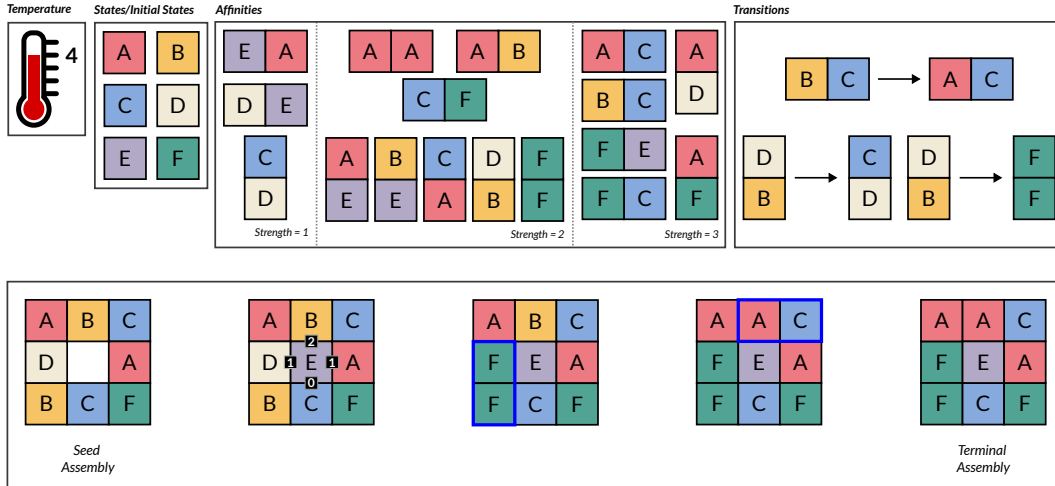 Temperature
4
States/Initial States
A B
C D
E F
Affinities
E A
D E
C
D
Strength = 1
A A A B
C F
A B C D F
E E A B F
Strength = 2
A C A
B C D
F E A
F C F
Strength = 3
Transitions
B C A C
D C D F
B D B F
A B C
D A
B C F
Seed
Assembly
A B C
2
D 1 E 1 A
0
B C F
A B C
F E A
F C F
A A C
F E A
F C F
A A C
F E A
F C F
Terminal
Assembly